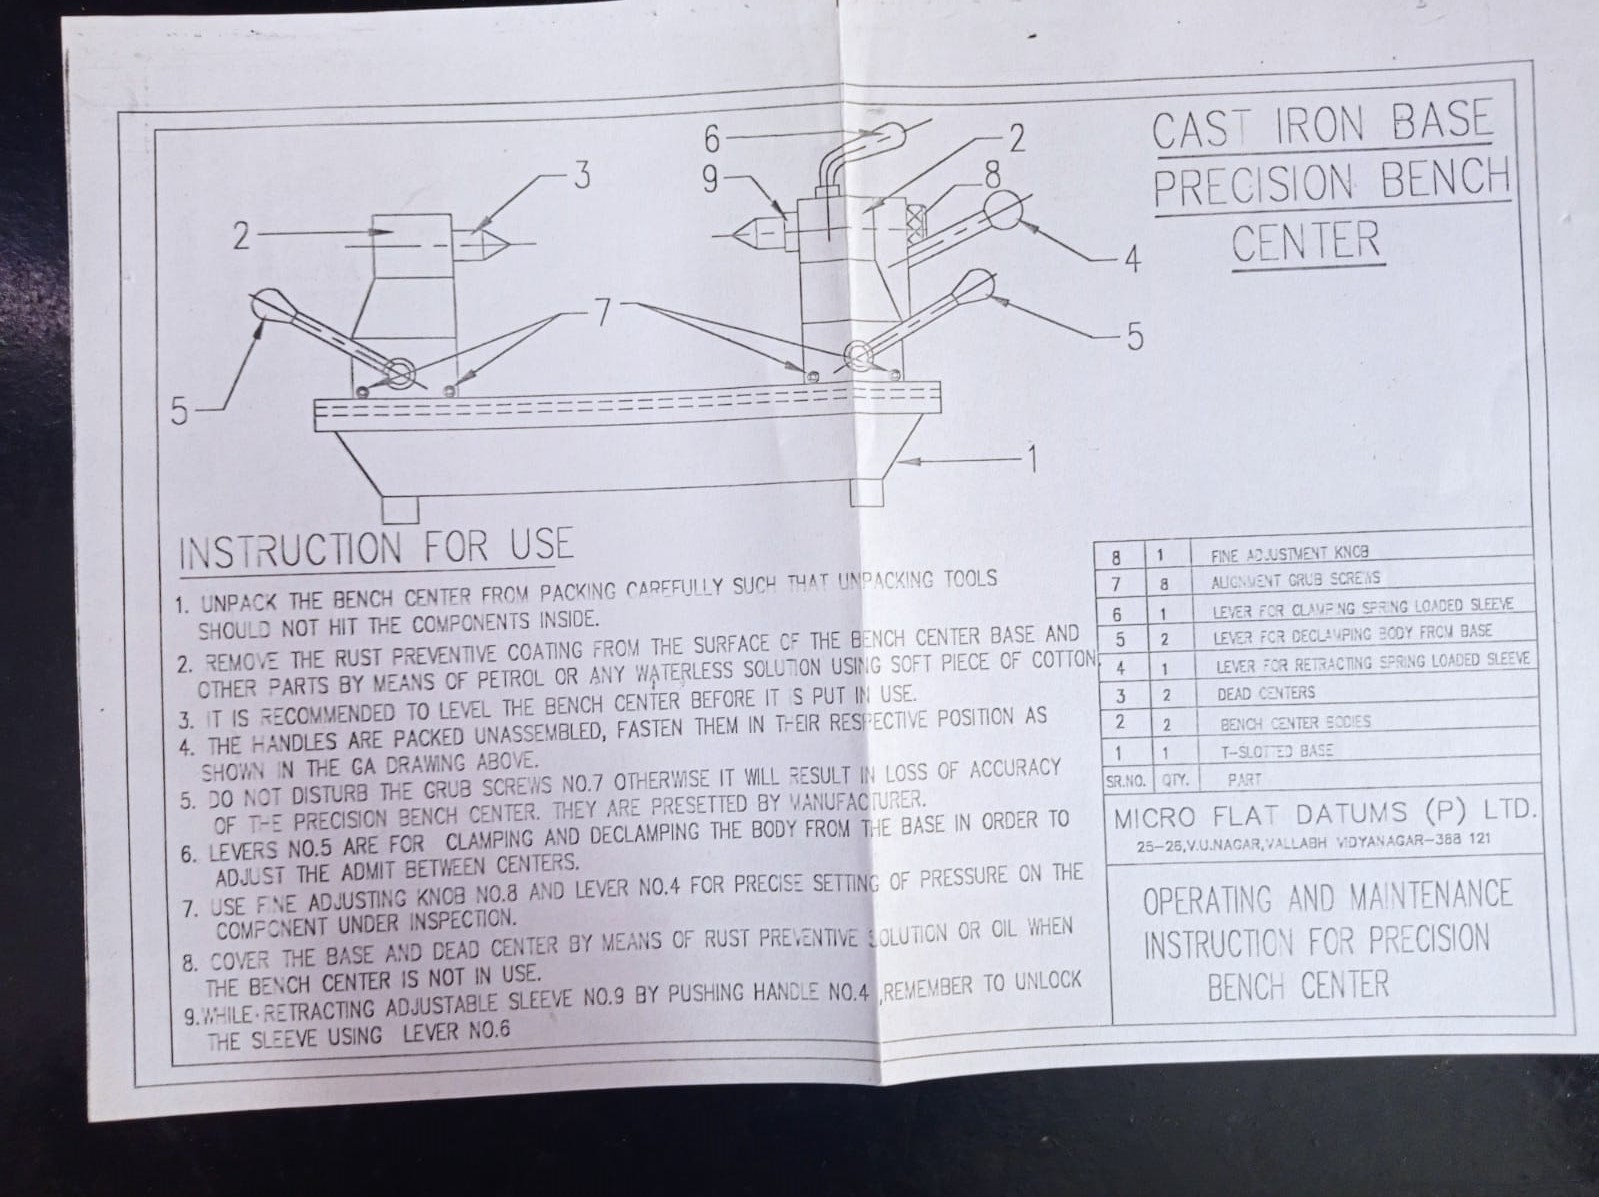 CAST IRON BASE
PRECISION BENCH
CENTER
6
2
9
8
3
2
4
7
5
5
1
INSTRUCTION FOR USE
1. UNPACK THE BENCH CENTER FROM PACKING CAREFULLY SUCH THAT UNPACKING TOOLS
SHOULD NOT HIT THE COMPONENTS INSIDE.
2. REMOVE THE RUST PREVENTIVE COATING FROM THE SURFACE OF THE BENCH CENTER BASE AND
OTHER PARTS BY MEANS OF PETROL OR ANY WATERLESS SOLUTION USING SOFT PIECE OF COTTON
3. IT IS RECOMMENDED TO LEVEL THE BENCH CENTER BEFORE IT IS PUT IN USE.
4. THE HANDLES ARE PACKED UNASSEMBLED, FASTEN THEM IN THEIR RESPECTIVE POSITION AS
SHOWN IN THE GA DRAWING ABOVE.
5. DO NOT DISTURB THE GRUB SCREWS NO.7 OTHERWISE IT WILL RESULT IN LOSS OF ACCURACY
OF THE PRECISION BENCH CENTER. THEY ARE PRESETTED BY MANUFACTURER.
6. LEVERS NO.5 ARE FOR CLAMPING AND DECLAMPING THE BODY FROM THE BASE IN ORDER TO
ADJUST THE ADMIT BETWEEN CENTERS.
7. USE FINE ADJUSTING KNOB NO.8 AND LEVER NO.4 FOR PRECISE SETTING OF PRESSURE ON THE
COMPONENT UNDER INSPECTION.
8. COVER THE BASE AND DEAD CENTER BY MEANS OF RUST PREVENTIVE SOLUTION OR OIL WHEN
THE BENCH CENTER IS NOT IN USE.
9. WHILE RETRACTING ADJUSTABLE SLEEVE NO.9 BY PUSHING HANDLE NO.4 ,REMEMBER TO UNLOCK
THE SLEEVE USING LEVER NO.6
8 1 FINE ADJUSTMENT KNOB
7 8 ALIGNMENT GRUB SCREWS
6 1 LEVER FOR CLAMPING SPRING LOADED SLEEVE
5 2 LEVER FOR DECLAMPING BODY FROM BASE
4 1 LEVER FOR RETRACTING SPRING LOADED SLEEVE
3 2 DEAD CENTERS
2 2 BENCH CENTER BODIES
1 1 T-SLOTTED BASE
SR.NO. QTY. PART
MICRO FLAT DATUMS (P) LTD.
25-26,V.U.NAGAR,VALLABH VIDYANAGAR-388 121
OPERATING AND MAINTENANCE
INSTRUCTION FOR PRECISION
BENCH CENTER